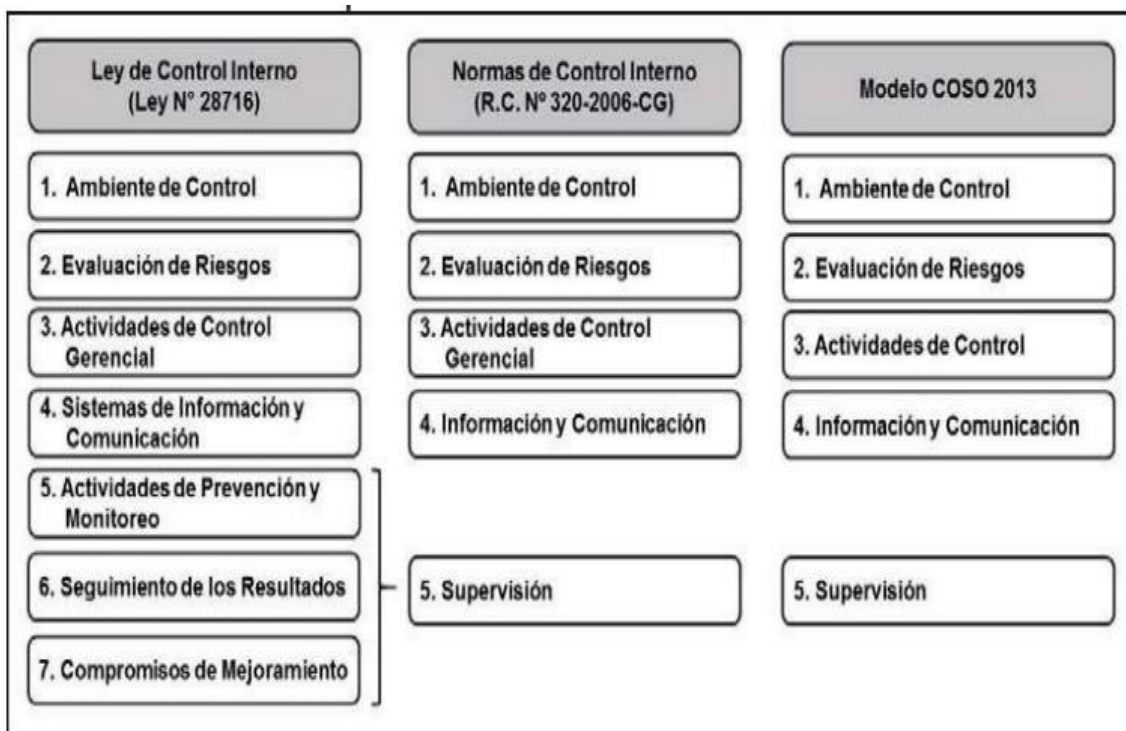 Ley de Control Interno
(Ley N° 28716)
1. Ambiente de Control
2. Evaluación de Riesgos
3. Actividades de Control
Gerencial
4. Sistemas de Información y
Comunicación
5. Actividades de Prevención y
Monitoreo
6. Seguimiento de los Resultados
7. Compromisos de Mejoramiento
Normas de Control Interno
(R.C. Nº 320-2006-CG)
1. Ambiente de Control
2. Evaluación de Riesgos
3. Actividades de Control
Gerencial
4. Información y Comunicación
5. Supervisión
Modelo COSO 2013
1. Ambiente de Control
2. Evaluación de Riesgos
3. Actividades de Control
4. Información y Comunicación
5. Supervisión